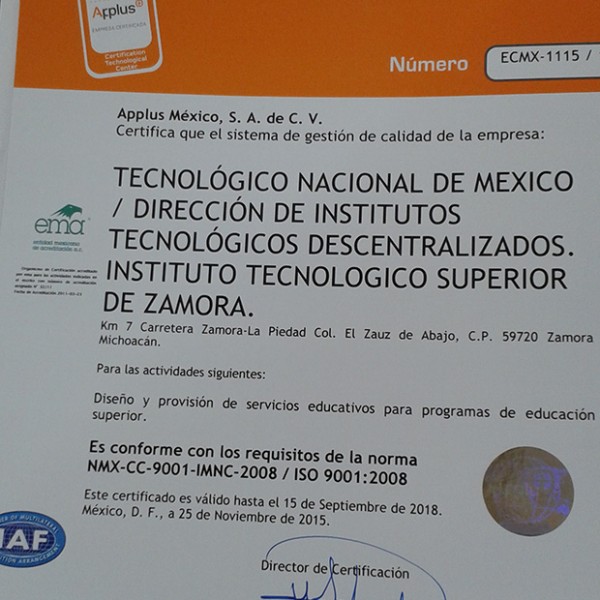 Applus+
EMPRESA CERTIFICADA
Certification
Technological
Center
Número ECMX-1115 /
Applus México, S. A. de C. V.
Certifica que el sistema de gestión de calidad de la empresa:
TECNOLÓGICO NACIONAL DE MEXICO
/ DIRECCIÓN DE INSTITUTOS
TECNOLÓGICOS DESCENTRALIZADOS.
INSTITUTO TECNOLOGICO SUPERIOR
DE ZAMORA.
ema
entidad mexicana
de acreditación a.c.
Km 7 Carretera Zamora-La Piedad Col. El Zauz de Abajo, C.P. 59720 Zamora
Michoacán.
Para las actividades siguientes:
Diseño y provisión de servicios educativos para programas de educación
superior.
Es conforme con los requisitos de la norma
NMX-CC-9001-IMNC-2008 / ISO 9001:2008
Este certificado es válido hasta el 15 de Septiembre de 2018.
México, D. F., a 25 de Noviembre de 2015.
IAF
Director de Certificación